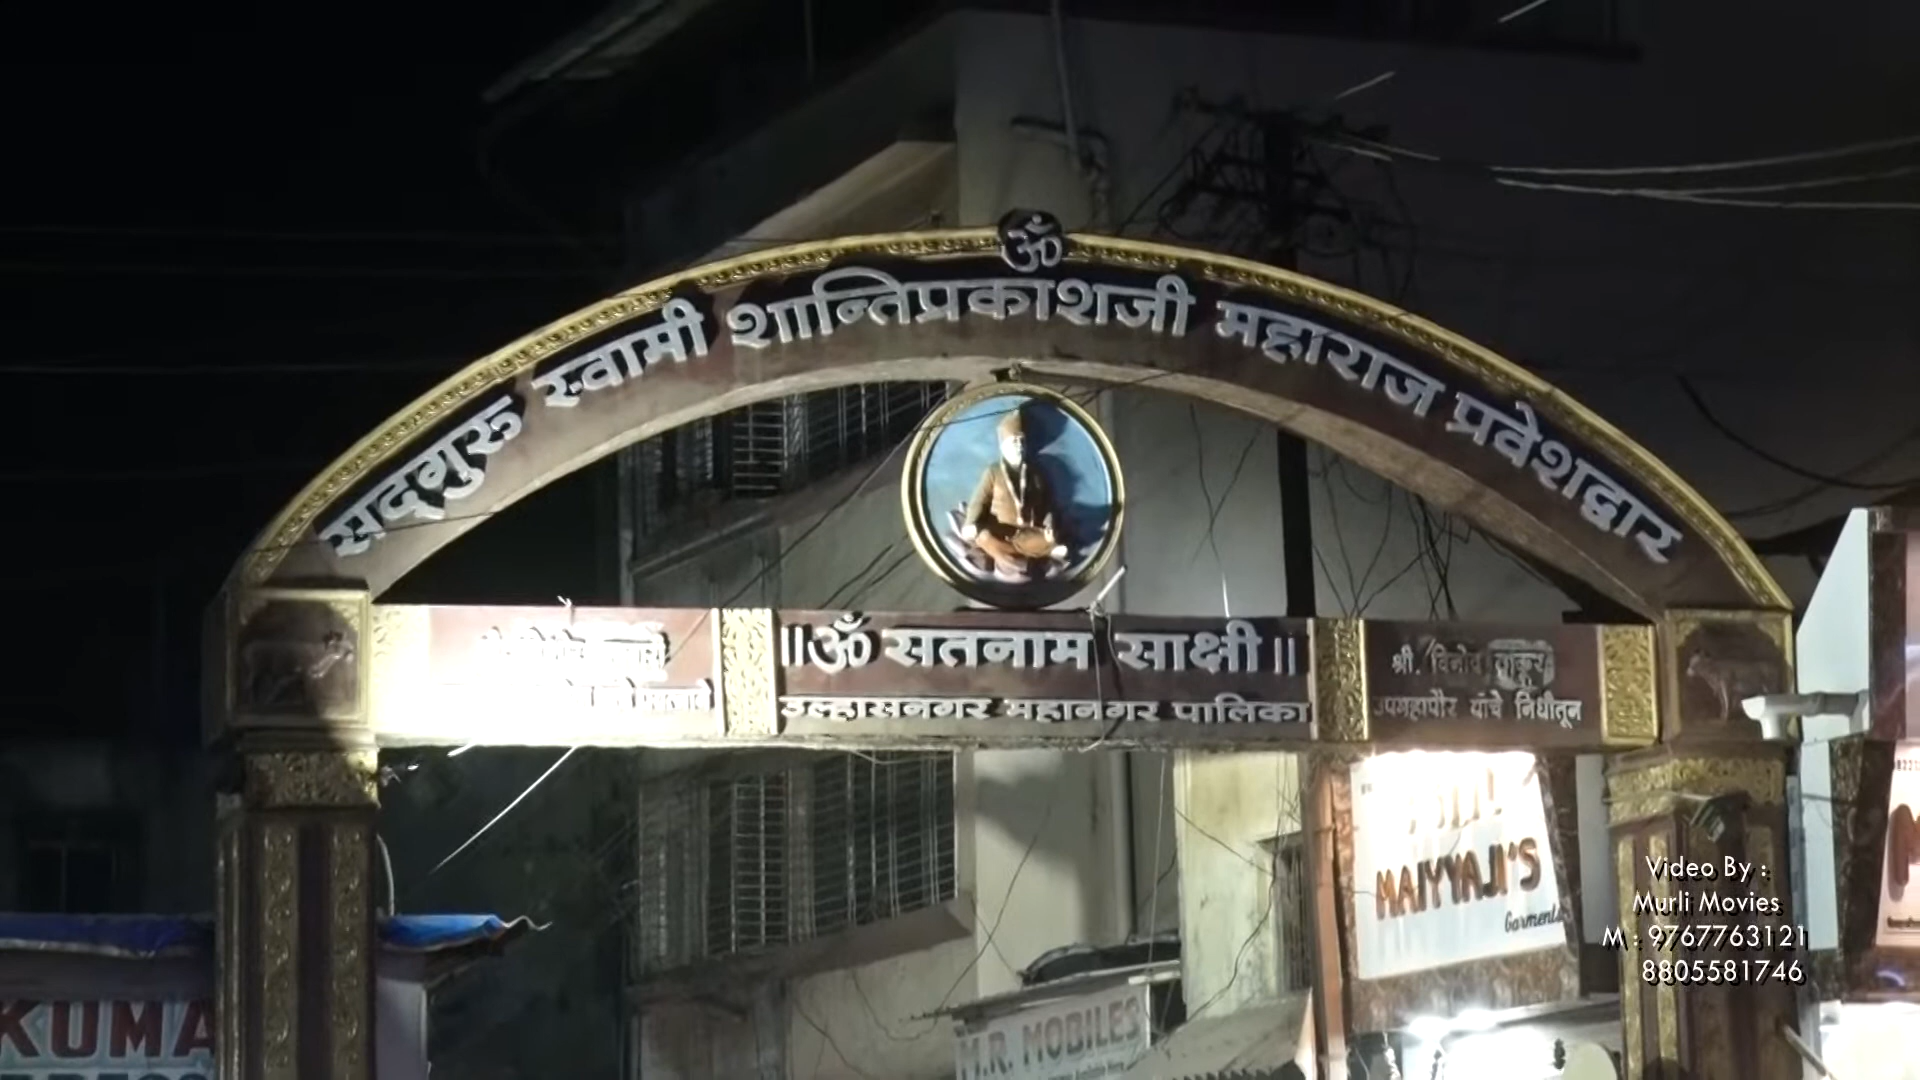 ॐ
सद्गुरु स्वामी शान्तिप्रकाशजी महाराज प्रवेशद्वार
॥ॐ सतनाम साक्षी॥
उल्हासनगर महानगर पालिका
श्री. विनोद ठाकुर
उपमहापौर यांचे निधीतून
MAIYYAJI'S
Garments
M.R. MOBILES
KUMA
Video By :
Murli Movies
M : 9767763121
8805581746